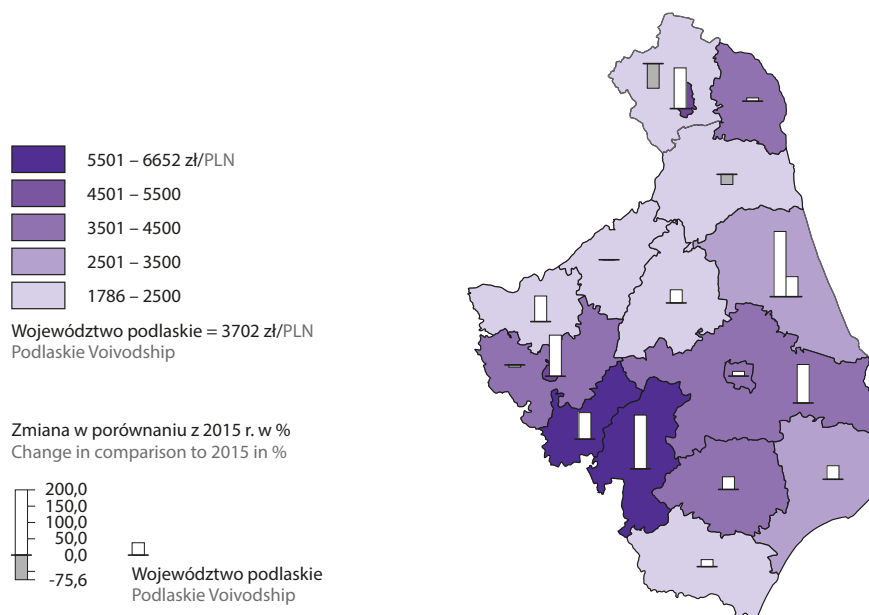 5501 – 6652 zł/PLN
4501 – 5500
3501 – 4500
2501 – 3500
1786 – 2500
Województwo podlaskie = 3702 zł/PLN
Podlaskie Voivodship
Zmiana w porównaniu z 2015 r. w %
Change in comparison to 2015 in %
200,0
150,0
100,0
50,0
0,0
-75,6
Województwo podlaskie
Podlaskie Voivodship